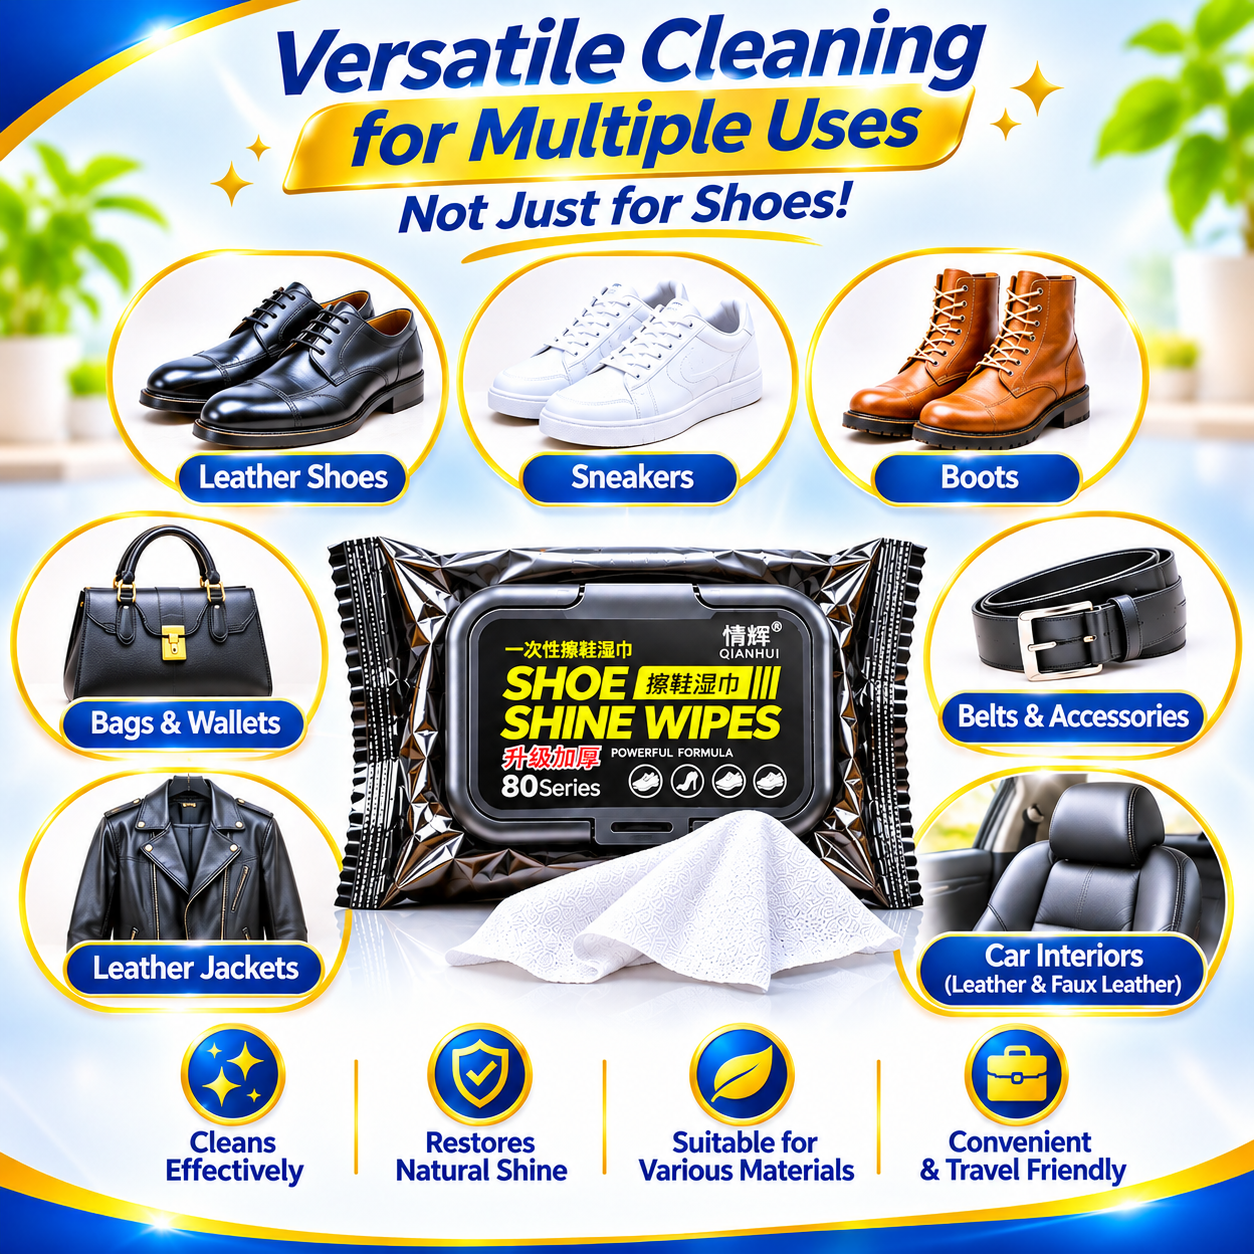 Versatile Cleaning
for Multiple Uses
Not Just for Shoes!
Leather Shoes
Sneakers
Boots
Bags & Wallets
Belts & Accessories
情辉®
QIANHUI
一次性擦鞋湿巾
SHOE 擦鞋湿巾
SHINE WIPES
升级加厚 POWERFUL FORMULA
80Series
Leather Jackets
Car Interiors
(Leather & Faux Leather)
Cleans
Effectively
Restores
Natural Shine
Suitable for
Various Materials
Convenient
& Travel Friendly